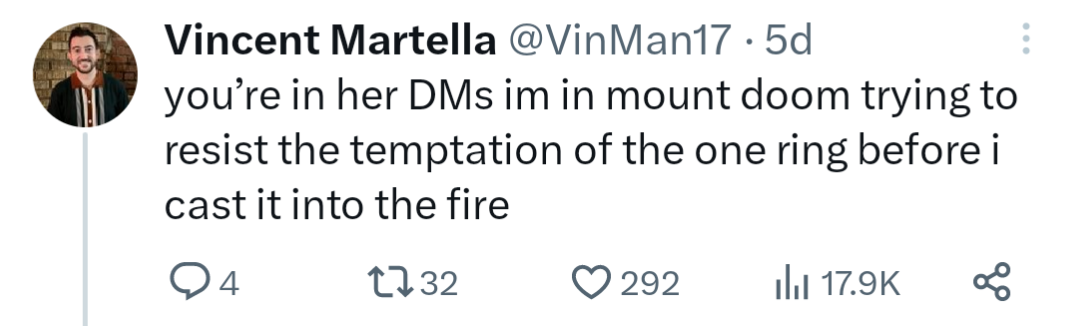 Vincent Martella @VinMan17 · 5d
you’re in her DMs im in mount doom trying to
resist the temptation of the one ring before i
cast it into the fire
4 32 292 17.9K